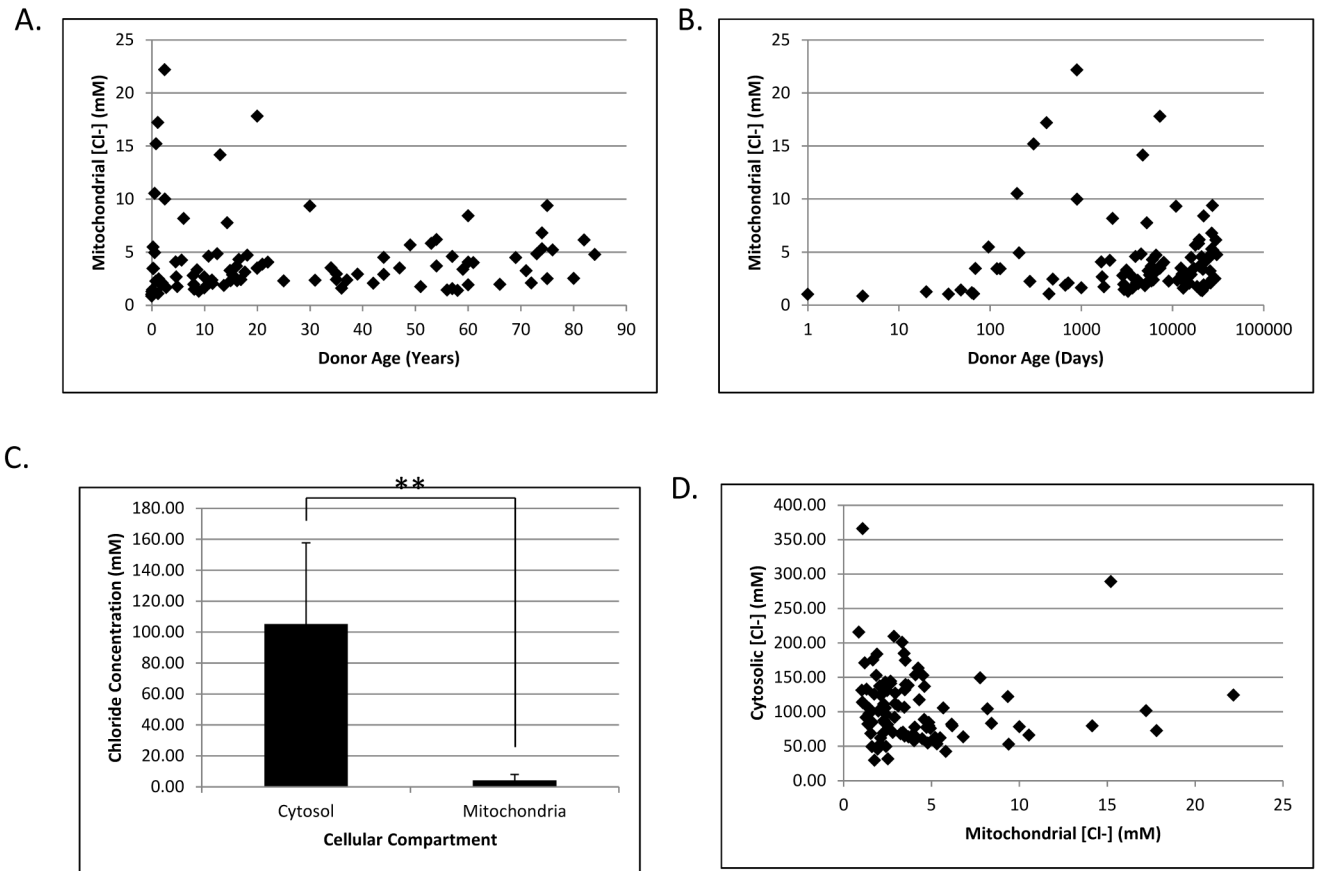 A.
25
20
15
10
5
0
Mitochondrial [Cl-] (mM)
0 10 20 30 40 50 60 70 80 90
Donor Age (Years)
B.
25
20
15
10
5
0
Mitochondrial [Cl-] (mM)
1 10 100 1000 10000 100000
Donor Age (Days)
C.
**
180.00
160.00
140.00
120.00
100.00
80.00
60.00
40.00
20.00
0.00
Chloride Concentration (mM)
Cytosol Mitochondria
Cellular Compartment
D.
400.00
350.00
300.00
250.00
200.00
150.00
100.00
50.00
0.00
Cytosolic [Cl-] (mM)
0 5 10 15 20 25
Mitochondrial [Cl-] (mM)